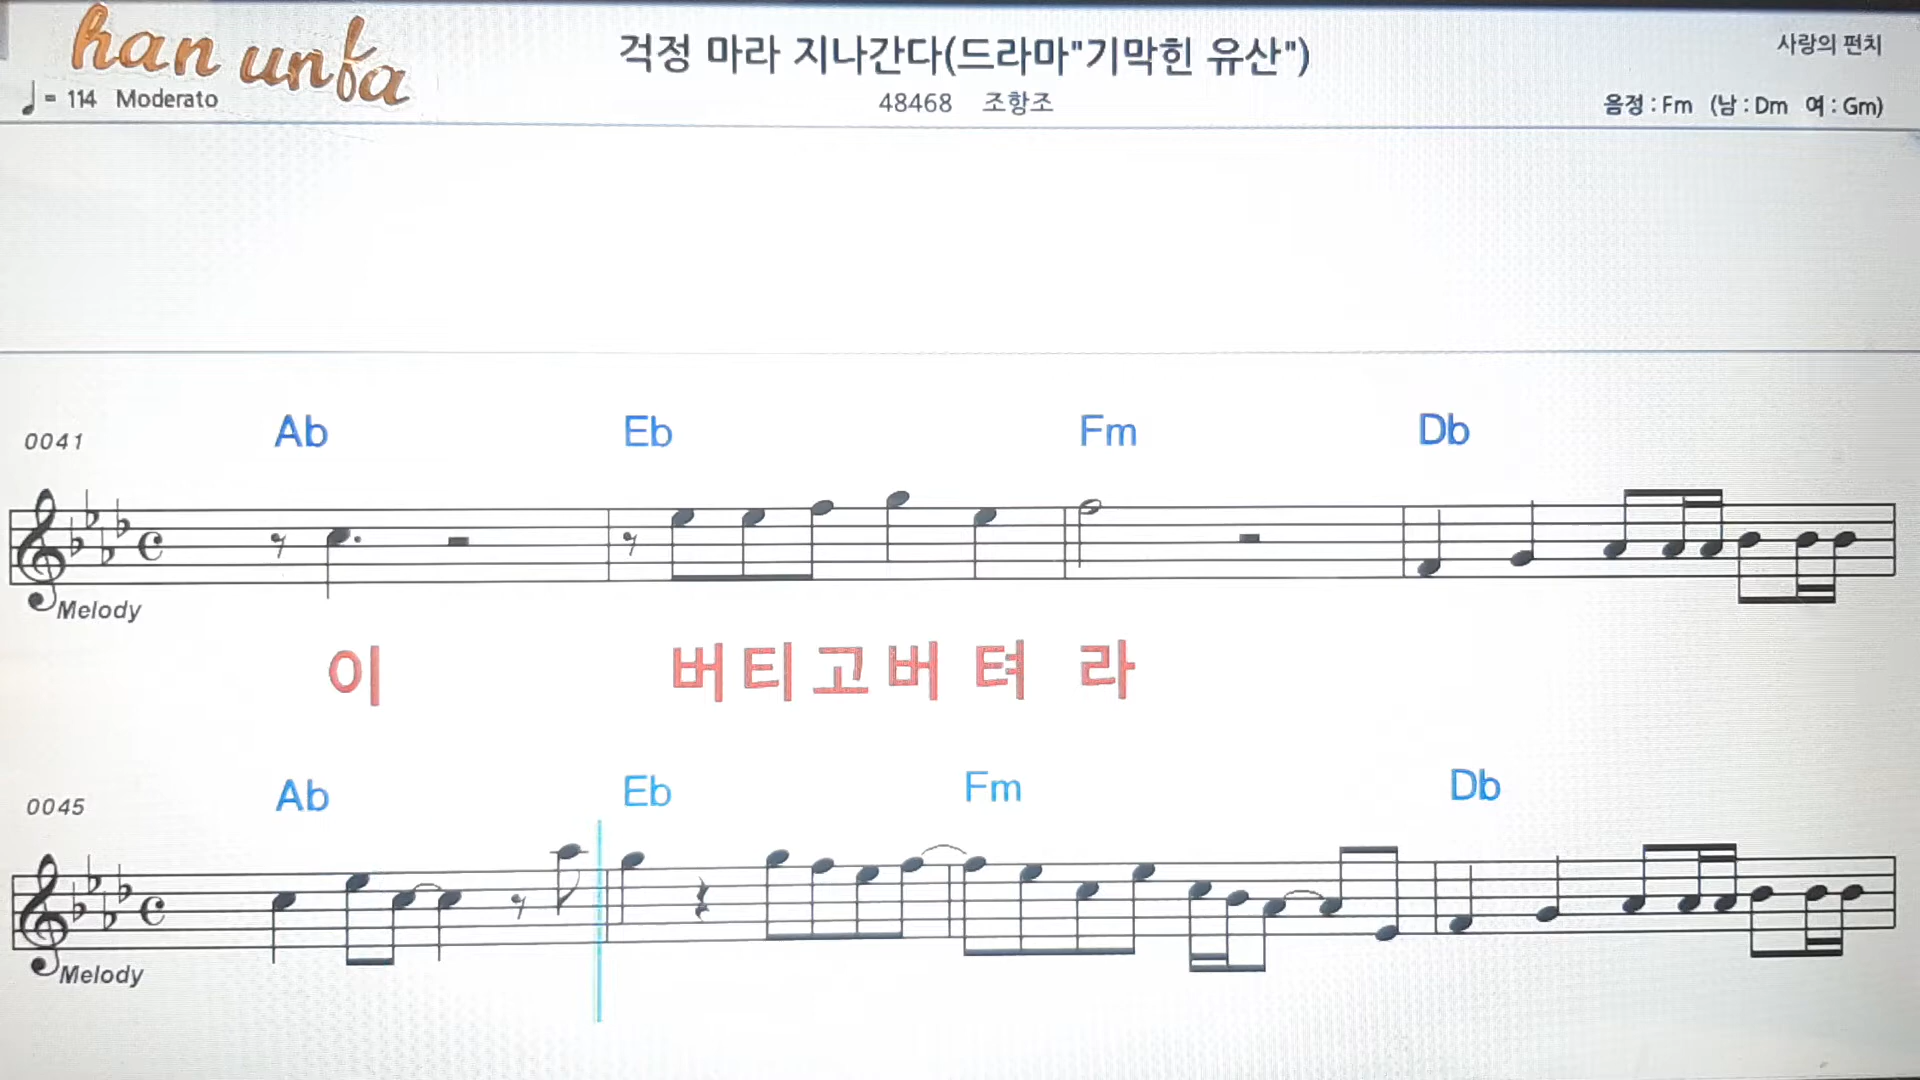 han unfa
걱정 마라 지나간다(드라마"기막힌 유산")
사랑의 펀치
♩= 114 Moderato
48468 조항조
음정 : Fm (남 : Dm 여 : Gm)
0041 Ab Eb Fm Db
Melody
이 버티고버 텨 라
0045 Ab Eb Fm Db
Melody